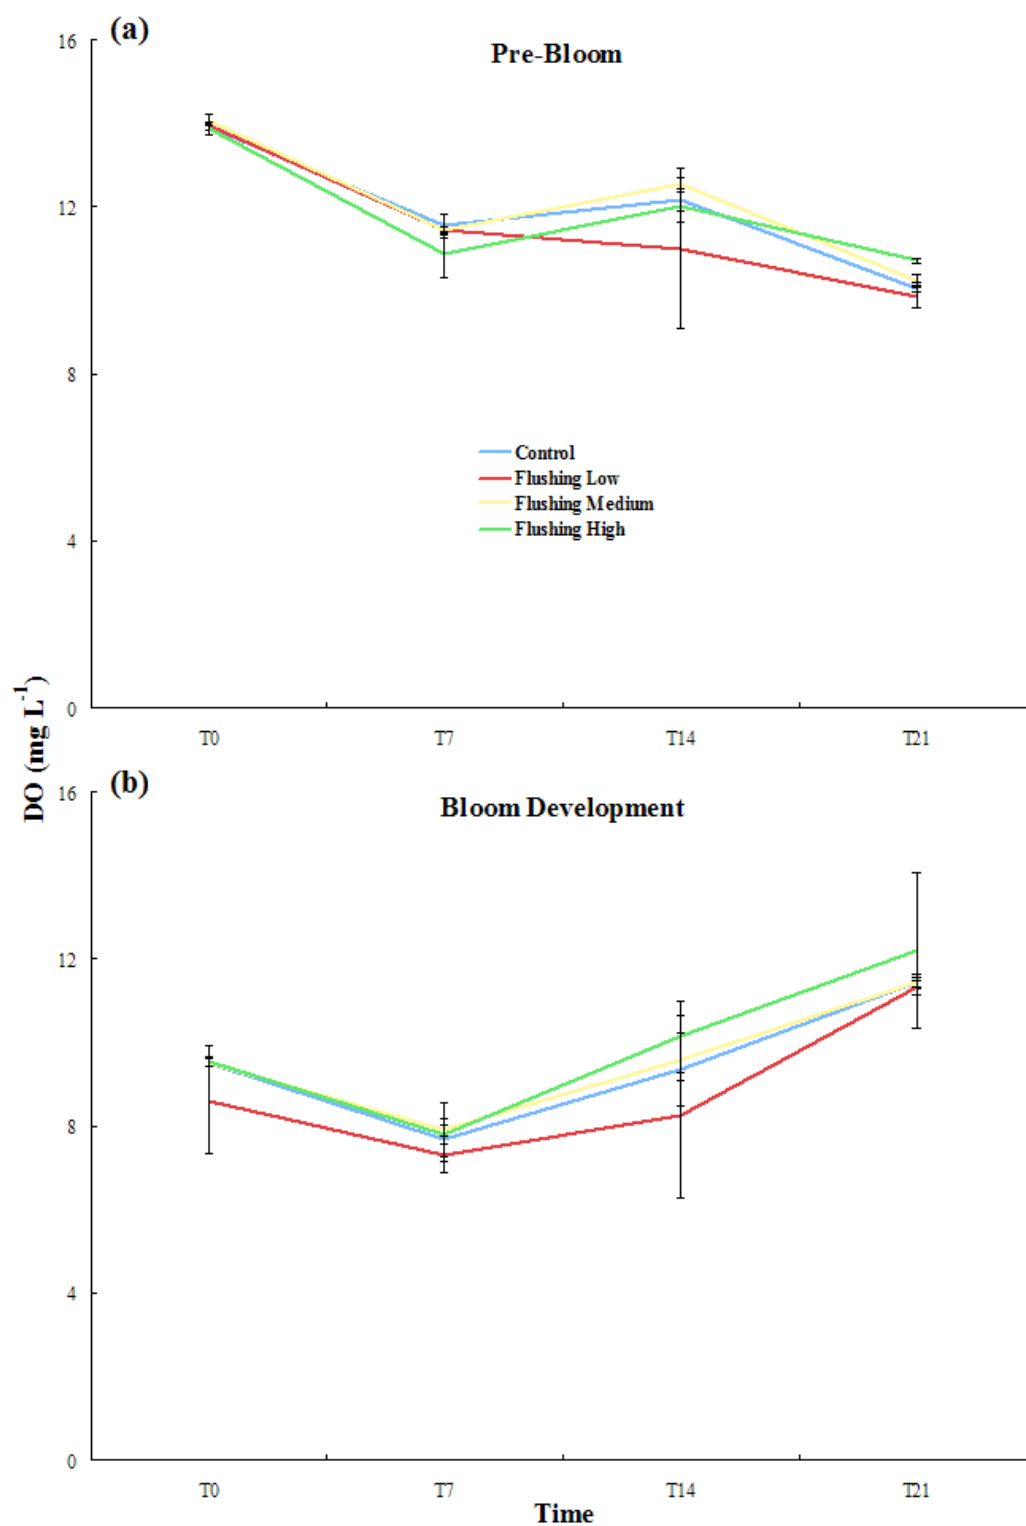 (a)
Pre-Bloom
16
12
8
4
0
Control
Flushing Low
Flushing Medium
Flushing High
T0 T7 T14 T21
DO (mg L⁻¹)
(b)
Bloom Development
16
12
8
4
0
T0 T7 T14 T21
Time